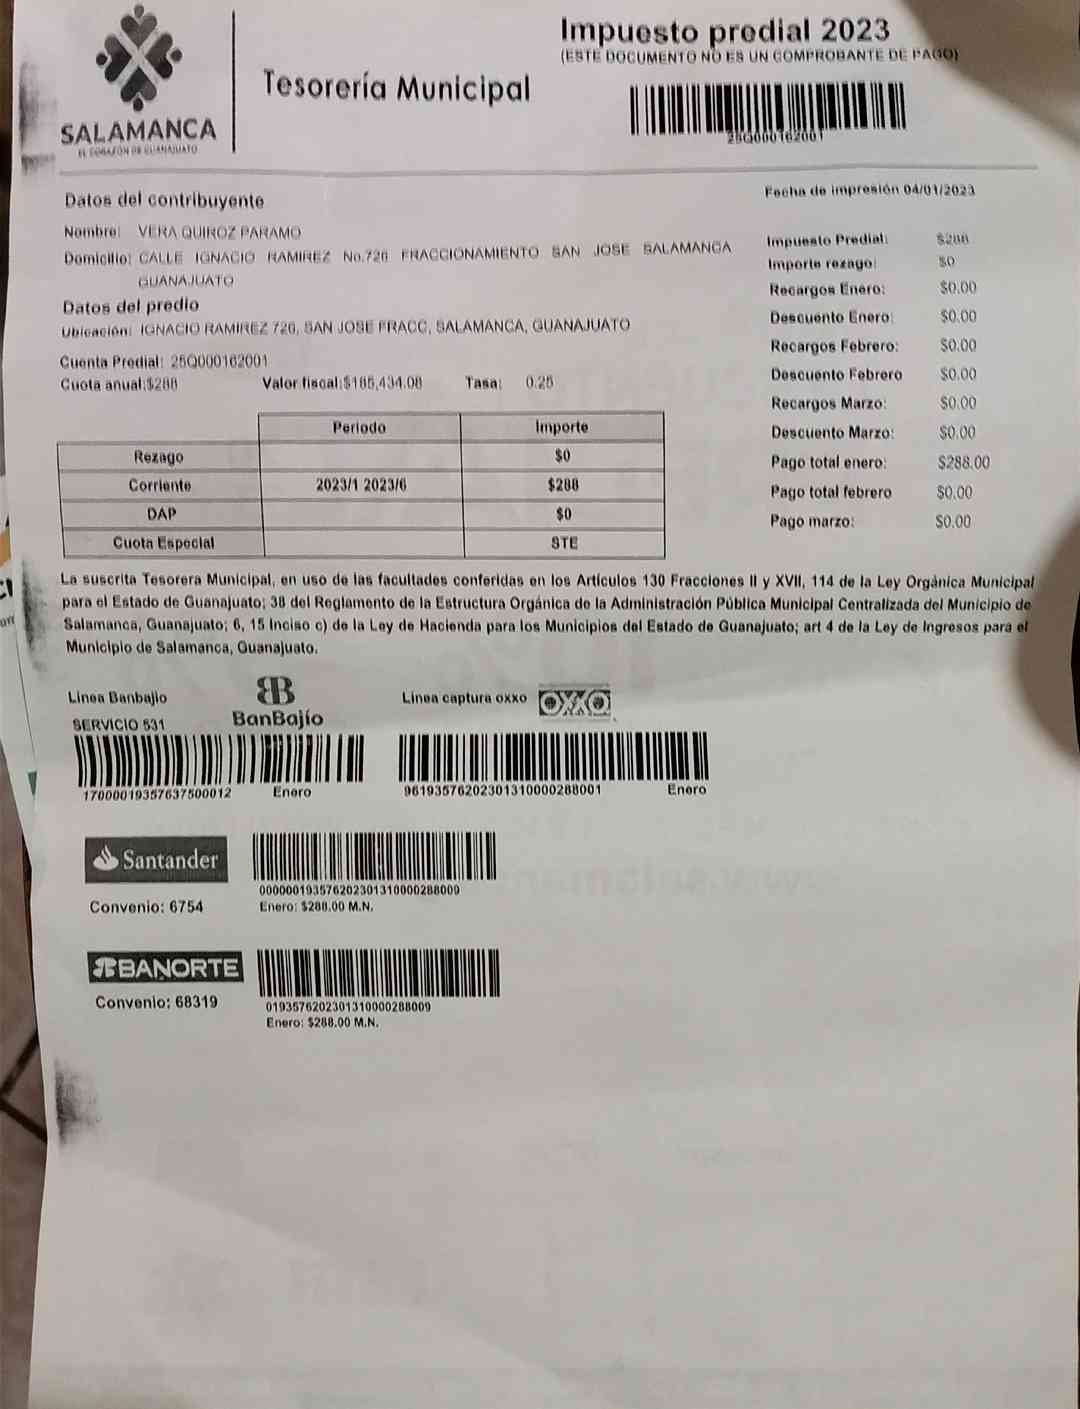 SALAMANCA
EL CORAZÓN DE GUANAJUATO
Tesorería Municipal
Impuesto predial 2023
(ESTE DOCUMENTO NO ES UN COMPROBANTE DE PAGO)
25Q000162001
Fecha de impresión 04/01/2023
Datos del contribuyente
Nombre: VERA QUIROZ PARAMO
Domicilio: CALLE IGNACIO RAMIREZ No.726 FRACCIONAMIENTO SAN JOSE SALAMANCA
GUANAJUATO
Datos del predio
Ubicación: IGNACIO RAMIREZ 726, SAN JOSE FRACC, SALAMANCA, GUANAJUATO
Cuenta Predial: 25Q000162001
Cuota anual:$288 Valor fiscal:$185,434.08 Tasa: 0.25
Impuesto Predial: $288
Importe rezago: $0
Recargos Enero: $0.00
Descuento Enero: $0.00
Recargos Febrero: $0.00
Descuento Febrero $0.00
Recargos Marzo: $0.00
Descuento Marzo: $0.00
Pago total enero: $288.00
Pago total febrero $0.00
Pago marzo: $0.00
Periodo Importe
Rezago $0
Corriente 2023/1 2023/6 $288
DAP $0
Cuota Especial STE
La suscrita Tesorera Municipal, en uso de las facultades conferidas en los Artículos 130 Fracciones II y XVII, 114 de la Ley Orgánica Municipal
para el Estado de Guanajuato; 38 del Reglamento de la Estructura Orgánica de la Administración Pública Municipal Centralizada del Municipio de
Salamanca, Guanajuato; 6, 15 Inciso c) de la Ley de Hacienda para los Municipios del Estado de Guanajuato; art 4 de la Ley de Ingresos para el
Municipio de Salamanca, Guanajuato.
Linea Banbajio
SERVICIO 531
BanBajío
17000019357637500012 Enero
Linea captura oxxo OXXO
96193576202301310000288001 Enero
Santander
Convenio: 6754
0000001935762023013100002880​09
Enero: $288.00 M.N.
BANORTE
Convenio: 68319
0193576202301310000288009
Enero: $288.00 M.N.